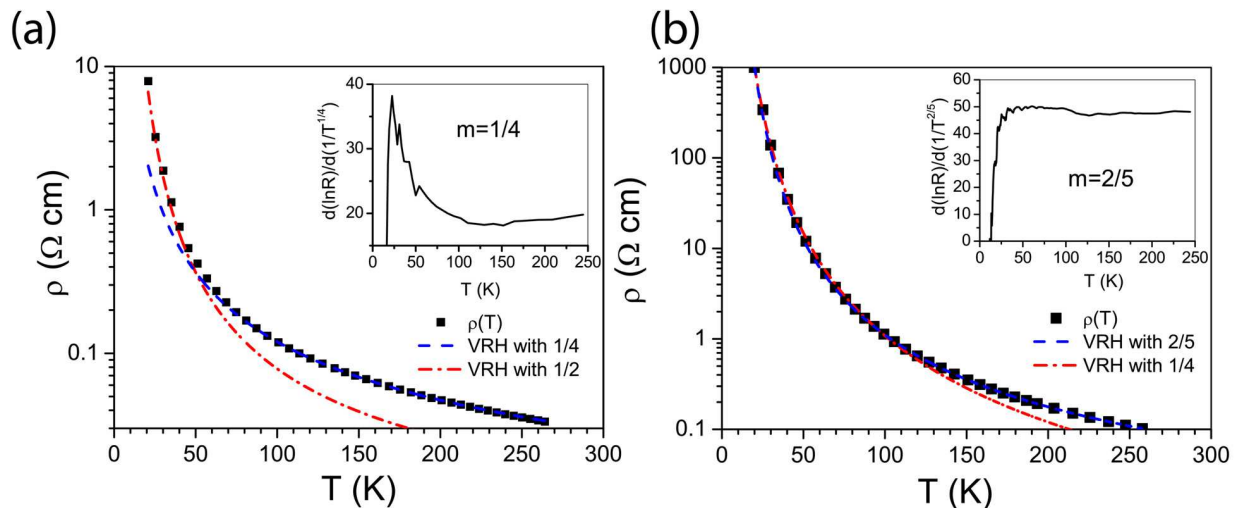 (a)
10
1
0.1
ρ (Ω cm)
0 50 100 150 200 250 300
T (K)
40
30
20
d(lnR)/d(1/T^{1/4})
m=1/4
0 50 100 150 200 250
T (K)
ρ(T)
VRH with 1/4
VRH with 1/2
(b)
1000
100
10
1
0.1
ρ (Ω cm)
0 50 100 150 200 250 300
T (K)
60
50
40
30
20
10
0
d(lnR)/d(1/T^{2/5})
m=2/5
0 50 100 150 200 250
T (K)
ρ(T)
VRH with 2/5
VRH with 1/4